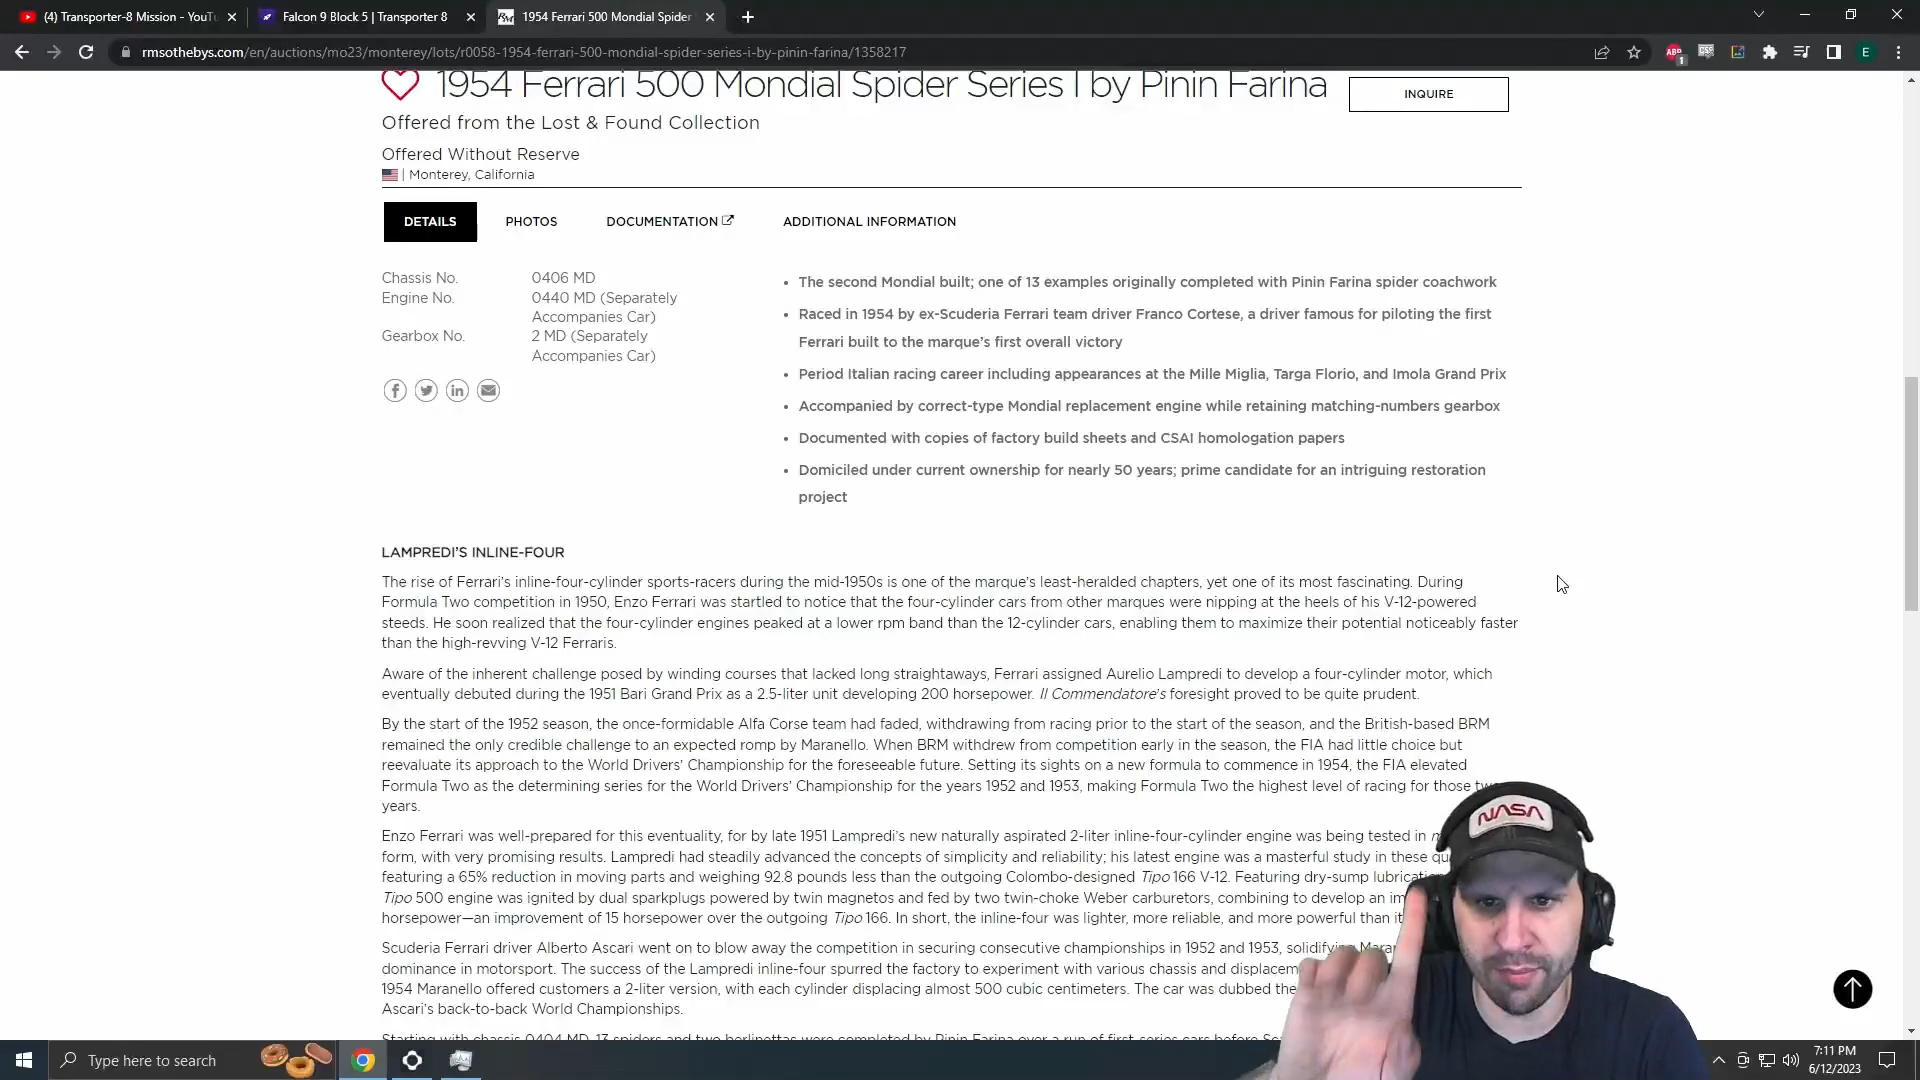 (4) Transporter-8 Mission - YouTu
Falcon 9 Block 5 | Transporter 8
1954 Ferrari 500 Mondial Spider
rmsothebys.com/en/auctions/mo23/monterey/lots/r0058-1954-ferrari-500-mondial-spider-series-i-by-pinin-farina/1358217
1954 Ferrari 500 Mondial Spider Series I by Pinin Farina
INQUIRE
Offered from the Lost & Found Collection
Offered Without Reserve
| Monterey, California
DETAILS
PHOTOS
DOCUMENTATION
ADDITIONAL INFORMATION
Chassis No. 0406 MD
Engine No. 0440 MD (Separately
Accompanies Car)
Gearbox No. 2 MD (Separately
Accompanies Car)
• The second Mondial built; one of 13 examples originally completed with Pinin Farina spider coachwork
• Raced in 1954 by ex-Scuderia Ferrari team driver Franco Cortese, a driver famous for piloting the first
Ferrari built to the marque's first overall victory
• Period Italian racing career including appearances at the Mille Miglia, Targa Florio, and Imola Grand Prix
• Accompanied by correct-type Mondial replacement engine while retaining matching-numbers gearbox
• Documented with copies of factory build sheets and CSAI homologation papers
• Domiciled under current ownership for nearly 50 years; prime candidate for an intriguing restoration
project
LAMPREDI'S INLINE-FOUR
The rise of Ferrari's inline-four-cylinder sports-racers during the mid-1950s is one of the marque's least-heralded chapters, yet one of its most fascinating. During
Formula Two competition in 1950, Enzo Ferrari was startled to notice that the four-cylinder cars from other marques were nipping at the heels of his V-12-powered
steeds. He soon realized that the four-cylinder engines peaked at a lower rpm band than the 12-cylinder cars, enabling them to maximize their potential noticeably faster
than the high-revving V-12 Ferraris.
Aware of the inherent challenge posed by winding courses that lacked long straightaways, Ferrari assigned Aurelio Lampredi to develop a four-cylinder motor, which
eventually debuted during the 1951 Bari Grand Prix as a 2.5-liter unit developing 200 horsepower. Il Commendatore's foresight proved to be quite prudent.
By the start of the 1952 season, the once-formidable Alfa Corse team had faded, withdrawing from racing prior to the start of the season, and the British-based BRM
remained the only credible challenge to an expected romp by Maranello. When BRM withdrew from competition early in the season, the FIA had little choice but
reevaluate its approach to the World Drivers' Championship for the foreseeable future. Setting its sights on a new formula to commence in 1954, the FIA elevated
Formula Two as the determining series for the World Drivers' Championship for the years 1952 and 1953, making Formula Two the highest level of racing for those
years.
Enzo Ferrari was well-prepared for this eventuality, for by late 1951 Lampredi's new naturally aspirated 2-liter inline-four-cylinder engine was being tested in
form, with very promising results. Lampredi had steadily advanced the concepts of simplicity and reliability; his latest engine was a masterful study in these
featuring a 65% reduction in moving parts and weighing 92.8 pounds less than the outgoing Colombo-designed Tipo 166 V-12. Featuring dry-sump
Tipo 500 engine was ignited by dual sparkplugs powered by twin magnetos and fed by two twin-choke Weber carburetors, combining to develop an
horsepower—an improvement of 15 horsepower over the outgoing Tipo 166. In short, the inline-four was lighter, more reliable, and more powerful than
Scuderia Ferrari driver Alberto Ascari went on to blow away the competition in securing consecutive championships in 1952 and 1953, solidifying
dominance in motorsport. The success of the Lampredi inline-four spurred the factory to experiment with various chassis and
1954 Maranello offered customers a 2-liter version, with each cylinder displacing almost 500 cubic centimeters. The car was dubbed the
Ascari's back-to-back World Championships.
Starting with chassis 0404 MD, 13 spiders and two berlinettas were completed by Pinin Farina over a run of first-series cars before
NASA
Type here to search
7:11 PM
6/12/2023